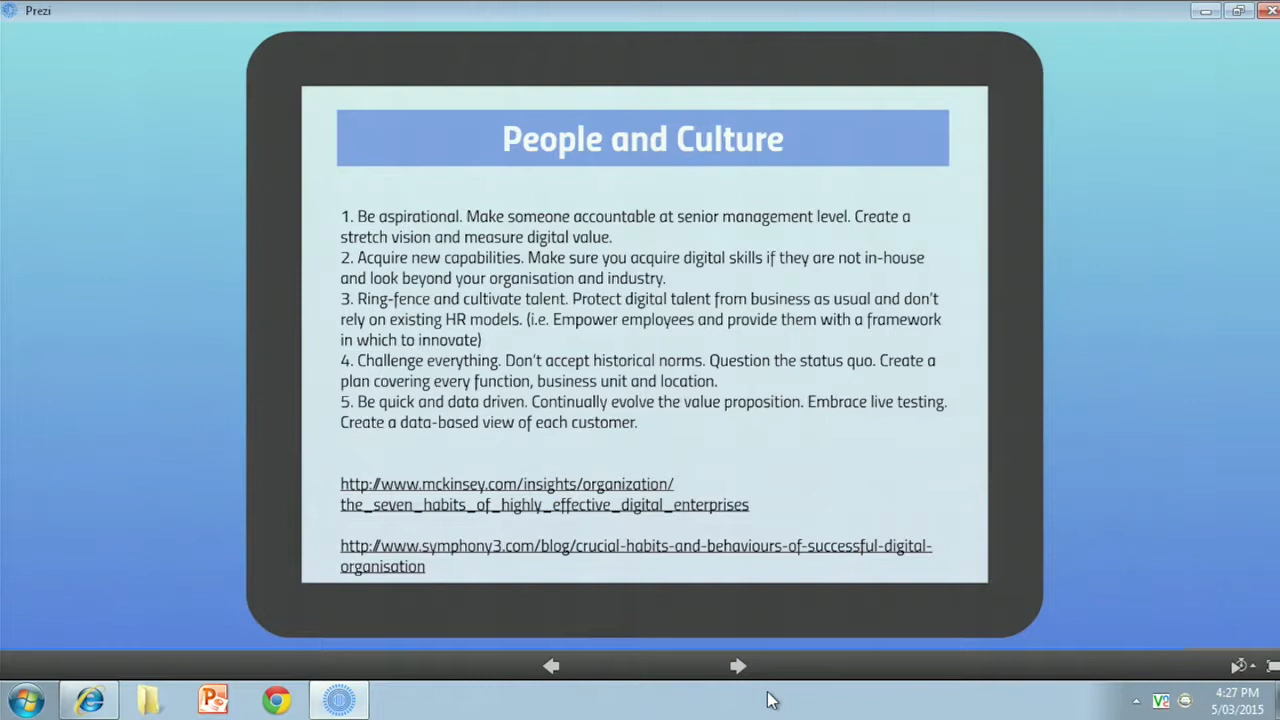 Prezi
People and Culture
1. Be aspirational. Make someone accountable at senior management level. Create a
stretch vision and measure digital value.
2. Acquire new capabilities. Make sure you acquire digital skills if they are not in-house
and look beyond your organisation and industry.
3. Ring-fence and cultivate talent. Protect digital talent from business as usual and don't
rely on existing HR models. (i.e. Empower employees and provide them with a framework
in which to innovate)
4. Challenge everything. Don't accept historical norms. Question the status quo. Create a
plan covering every function, business unit and location.
5. Be quick and data driven. Continually evolve the value proposition. Embrace live testing.
Create a data-based view of each customer.
http://www.mckinsey.com/insights/organization/
the_seven_habits_of_highly_effective_digital_enterprises
http://www.symphony3.com/blog/crucial-habits-and-behaviours-of-successful-digital-
organisation
4:27 PM
5/03/2015